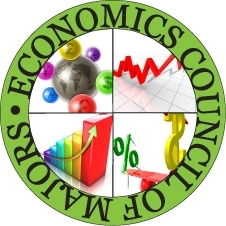 • ECONOMICS COUNCIL OF MAJORS
%
$